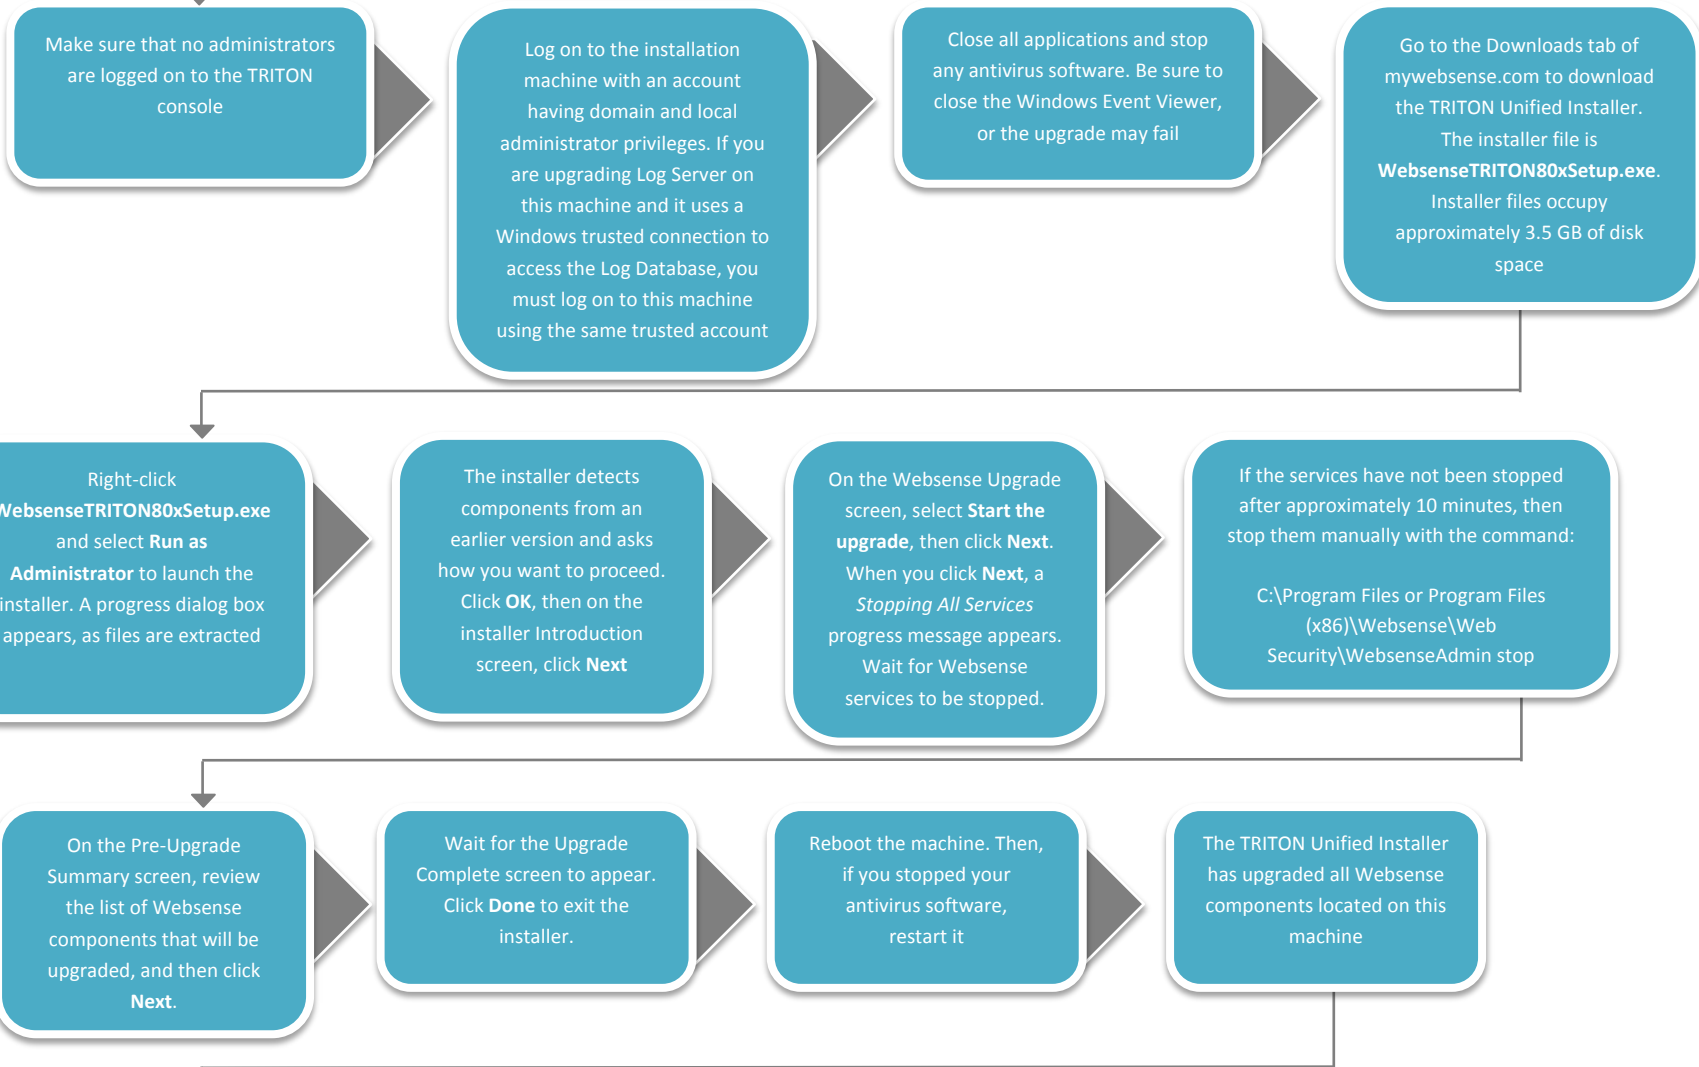 Make sure that no administrators
are logged on to the TRITON
console
Log on to the installation
machine with an account
having domain and local
administrator privileges. If you
are upgrading Log Server on
this machine and it uses a
Windows trusted connection to
access the Log Database, you
must log on to this machine
using the same trusted account
Close all applications and stop
any antivirus software. Be sure to
close the Windows Event Viewer,
or the upgrade may fail
Go to the Downloads tab of
mywebsense.com to download
the TRITON Unified Installer.
The installer file is
WebsenseTRITON80xSetup.exe.
Installer files occupy
approximately 3.5 GB of disk
space
Right-click
WebsenseTRITON80xSetup.exe
and select Run as
Administrator to launch the
installer. A progress dialog box
appears, as files are extracted
The installer detects
components from an
earlier version and asks
how you want to proceed.
Click OK, then on the
installer Introduction
screen, click Next
On the Websense Upgrade
screen, select Start the
upgrade, then click Next.
When you click Next, a
Stopping All Services
progress message appears.
Wait for Websense
services to be stopped.
If the services have not been stopped
after approximately 10 minutes, then
stop them manually with the command:
C:\Program Files or Program Files
(x86)\Websense\Web
Security\WebsenseAdmin stop
On the Pre-Upgrade
Summary screen, review
the list of Websense
components that will be
upgraded, and then click
Next.
Wait for the Upgrade
Complete screen to appear.
Click Done to exit the
installer.
Reboot the machine. Then,
if you stopped your
antivirus software,
restart it
The TRITON Unified Installer
has upgraded all Websense
components located on this
machine